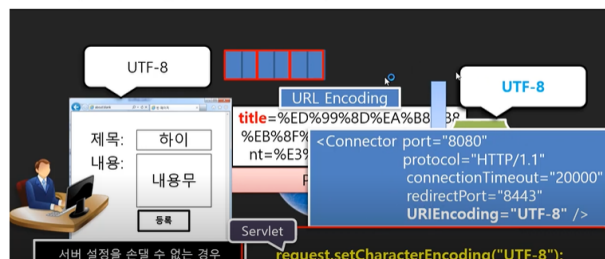 UTF-8
UTF-8
URL Encoding
title=%ED%99%8D%EA%B8
38
%EB%8F%
nt=%E3%
<Connector port="8080"
protocol="HTTP/1.1"
connectionTimeout="20000"
redirectPort="8443"
URIEncoding="UTF-8" />
제목: 하이
내용: 내용무
등록
Servlet
서버 설정을 손댈 수 없는 경우
request.setCharacterEncoding("UTF-8");